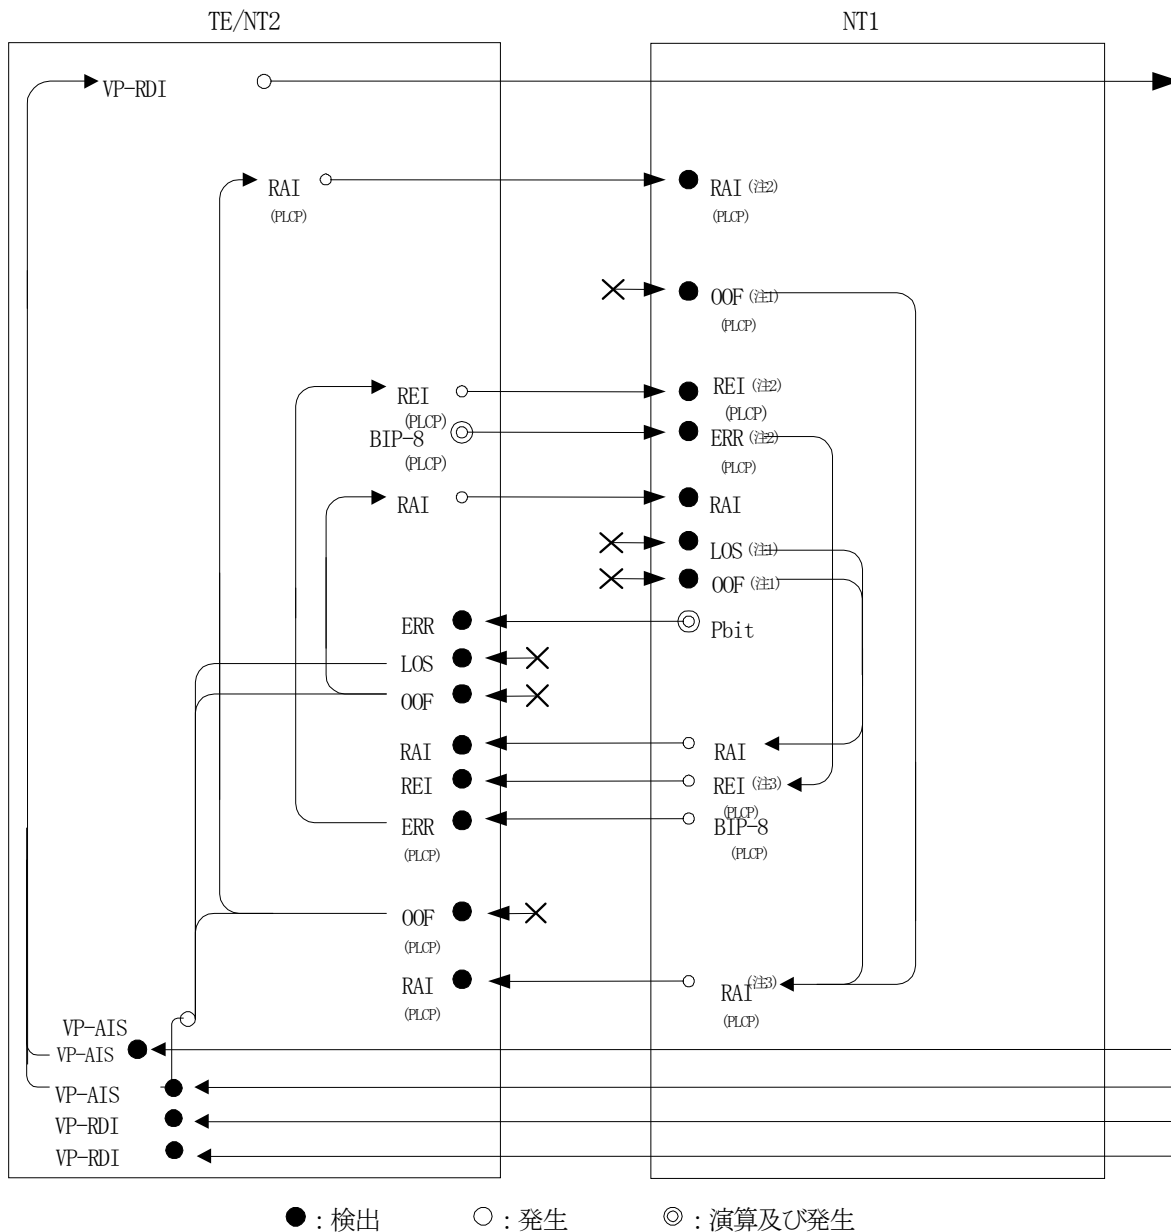 TE/NT2
NT1
VP-RDI
RAI
(PLCP)
RAI (注2)
(PLCP)
OOF (注1)
(PLCP)
REI
(PLCP)
REI (注2)
(PLCP)
BIP-8
(PLCP)
ERR (注2)
(PLCP)
RAI
RAI
LOS (注1)
OOF (注1)
ERR
Pbit
LOS
OOF
RAI
RAI
REI
REI (注3)
(PLCP)
ERR
(PLCP)
BIP-8
(PLCP)
OOF
(PLCP)
RAI
(PLCP)
RAI (注3)
(PLCP)
VP-AIS
VP-AIS
VP-AIS
VP-RDI
VP-RDI
●：検出 ○：発生 ◎：演算及び発生